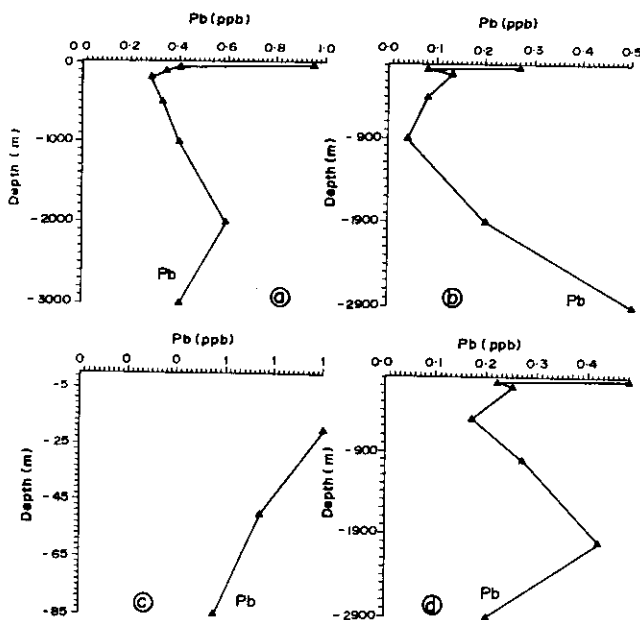 Pb (ppb)
0·0 0·2 0·4 0·6 0·8 1·0
0
-1000
-2000
-3000
Depth (m)
Pb
a
Pb (ppb)
0·0 0·1 0·2 0·3 0·4 0·5
-900
-1900
-2900
Depth (m)
Pb
b
Pb (ppb)
0 0 0 1 1 1
-5
-25
-45
-65
-85
Depth (m)
Pb
c
Pb (ppb)
0·0 0·1 0·2 0·3 0·4
-900
-1900
-2900
Depth (m)
Pb
d